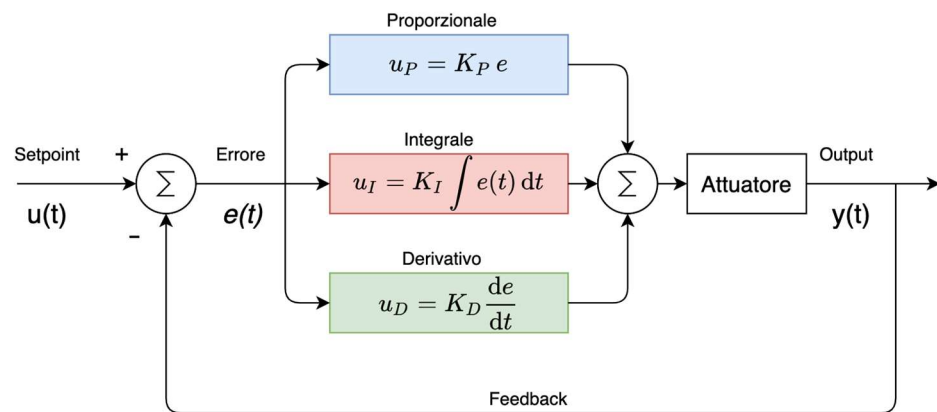 Proporzionale
u_P = K_P e
Setpoint
+
Errore
Integrale
Output
∑
u_I = K_I ∫ e(t) dt
∑
Attuatore
u(t)
−
e(t)
y(t)
Derivativo
u_D = K_D de/dt
Feedback